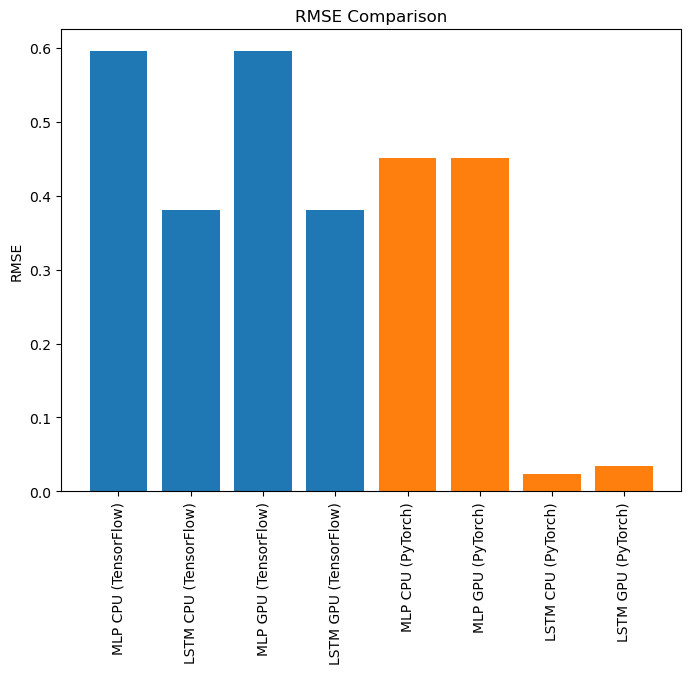 RMSE Comparison
RMSE
0.6
0.5
0.4
0.3
0.2
0.1
0.0
MLP CPU (TensorFlow)
LSTM CPU (TensorFlow)
MLP GPU (TensorFlow)
LSTM GPU (TensorFlow)
MLP CPU (PyTorch)
MLP GPU (PyTorch)
LSTM CPU (PyTorch)
LSTM GPU (PyTorch)